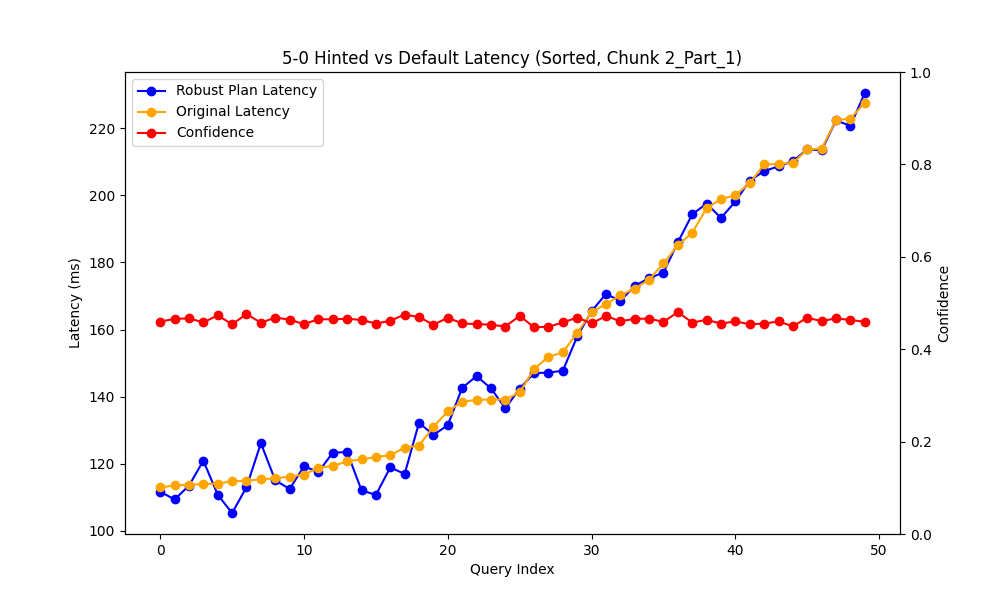 5-0 Hinted vs Default Latency (Sorted, Chunk 2_Part_1)
Robust Plan Latency
Original Latency
Confidence
Latency (ms)
220
200
180
160
140
120
100
1.0
0.8
0.6
0.4
0.2
0.0
Confidence
0 10 20 30 40 50
Query Index